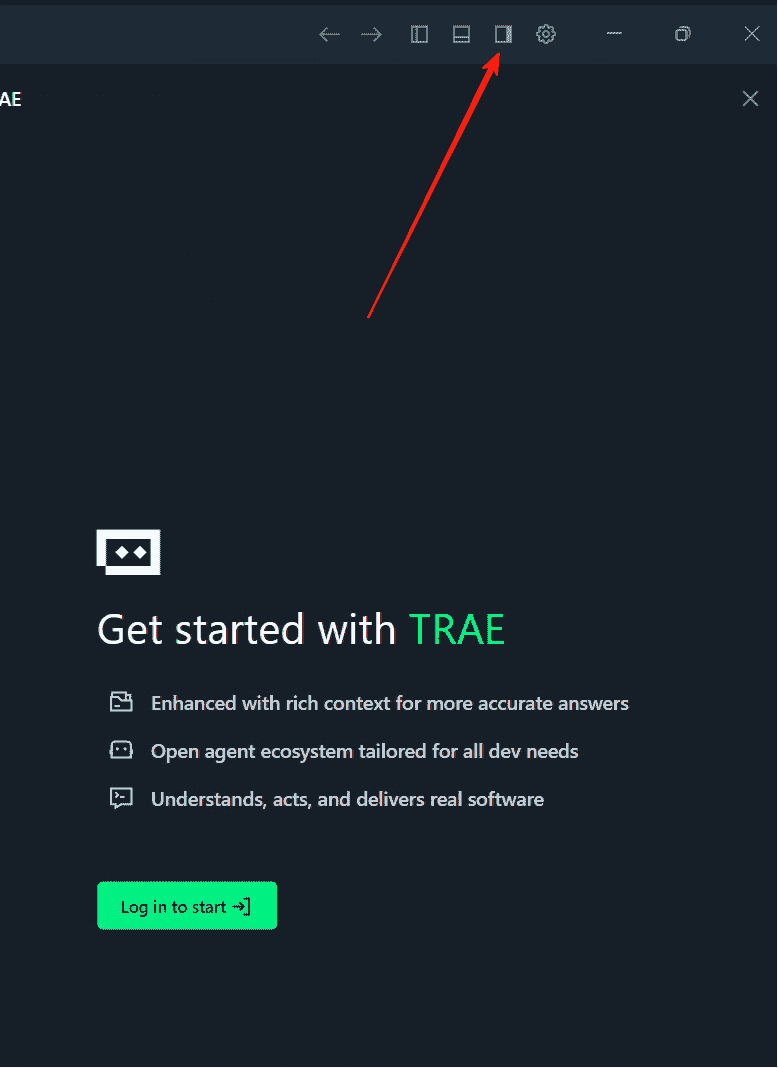 AE
Get started with TRAE
Enhanced with rich context for more accurate answers
Open agent ecosystem tailored for all dev needs
Understands, acts, and delivers real software
Log in to start